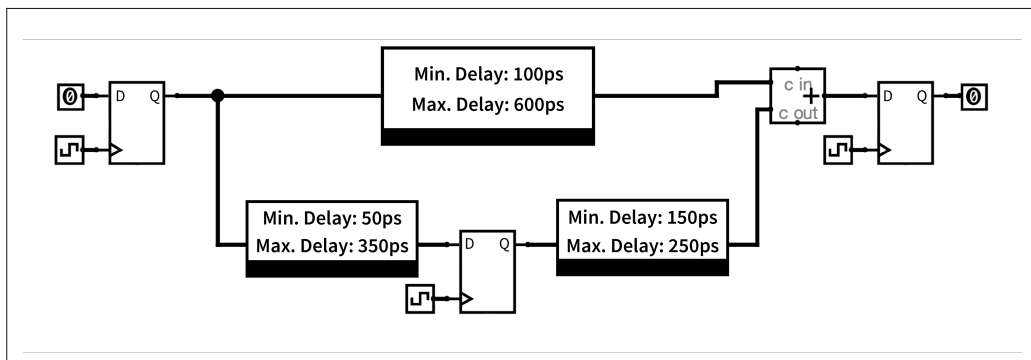 Min. Delay: 100ps
Max. Delay: 600ps
0
D Q
c in
+
c out
D Q
0
Min. Delay: 50ps
Max. Delay: 350ps
D Q
Min. Delay: 150ps
Max. Delay: 250ps